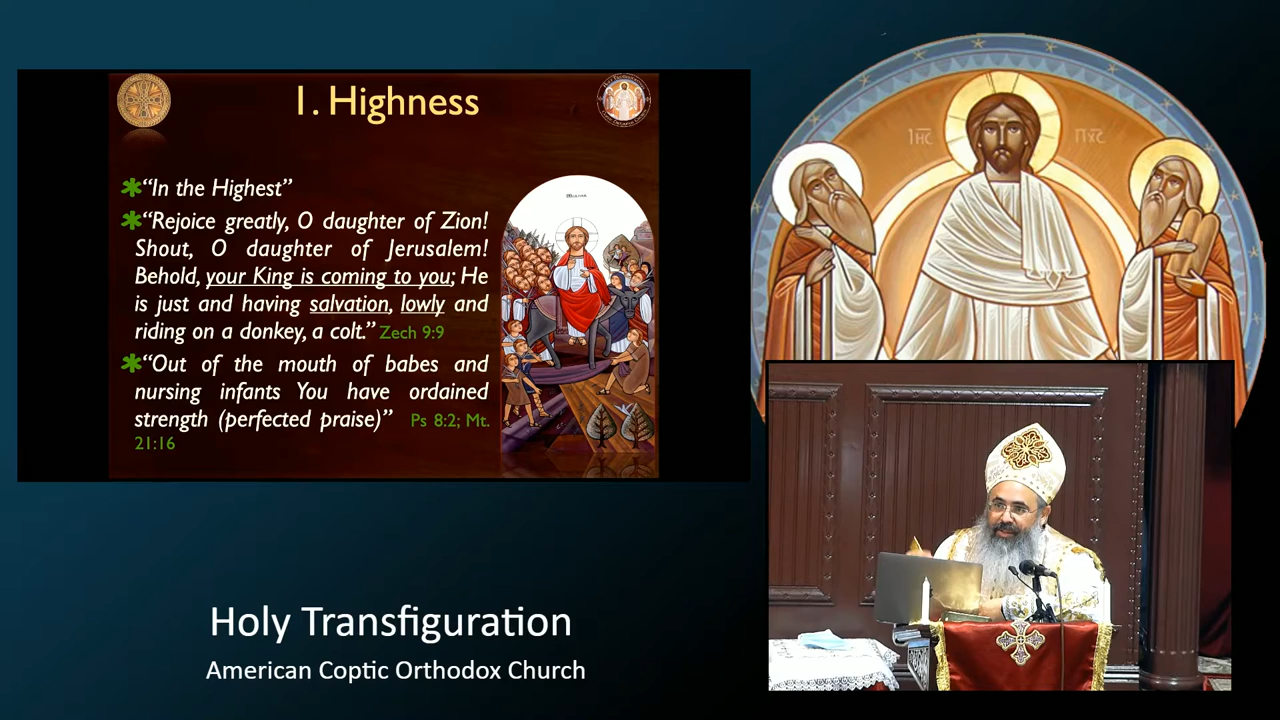 1. Highness
“In the Highest”
“Rejoice greatly, O daughter of Zion!
Shout, O daughter of Jerusalem!
Behold, your King is coming to you; He
is just and having salvation, lowly and
riding on a donkey, a colt.” Zech 9:9
“Out of the mouth of babes and
nursing infants You have ordained
strength (perfected praise)” Ps 8:2; Mt.
21:16
Holy Transfiguration
American Coptic Orthodox Church